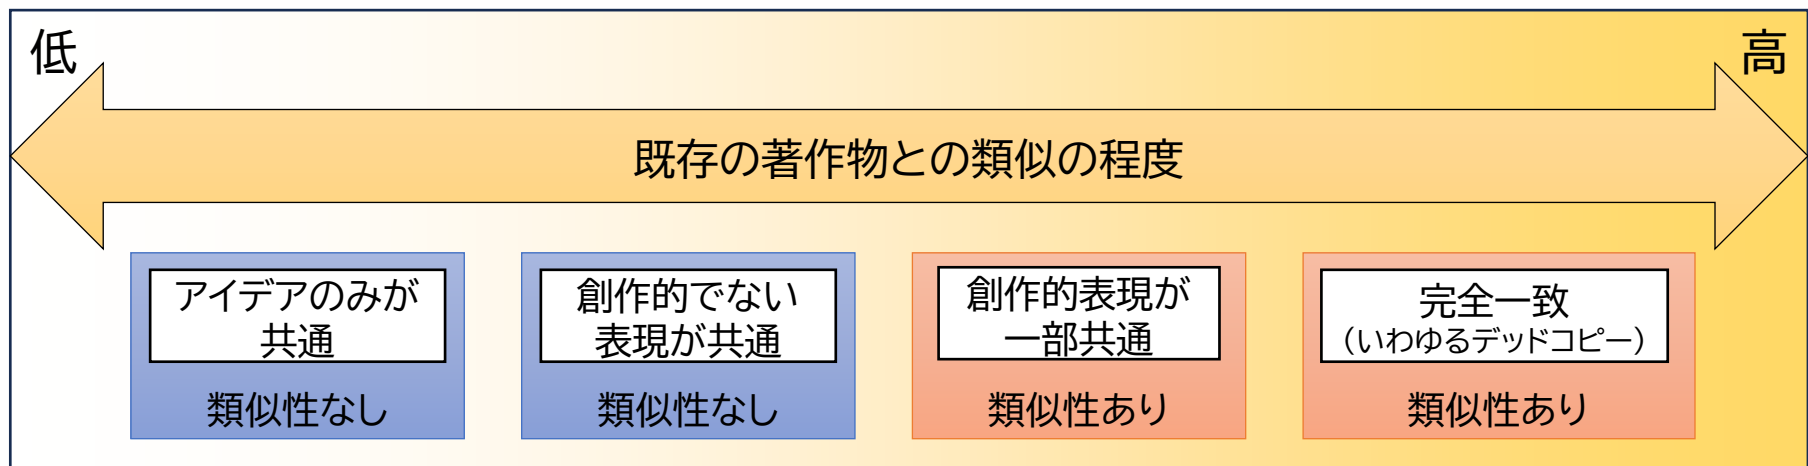 低
高
既存の著作物との類似の程度
アイデアのみが
共通
類似性なし
創作的でない
表現が共通
類似性なし
創作的表現が
一部共通
類似性あり
完全一致
（いわゆるデッドコピー）
類似性あり